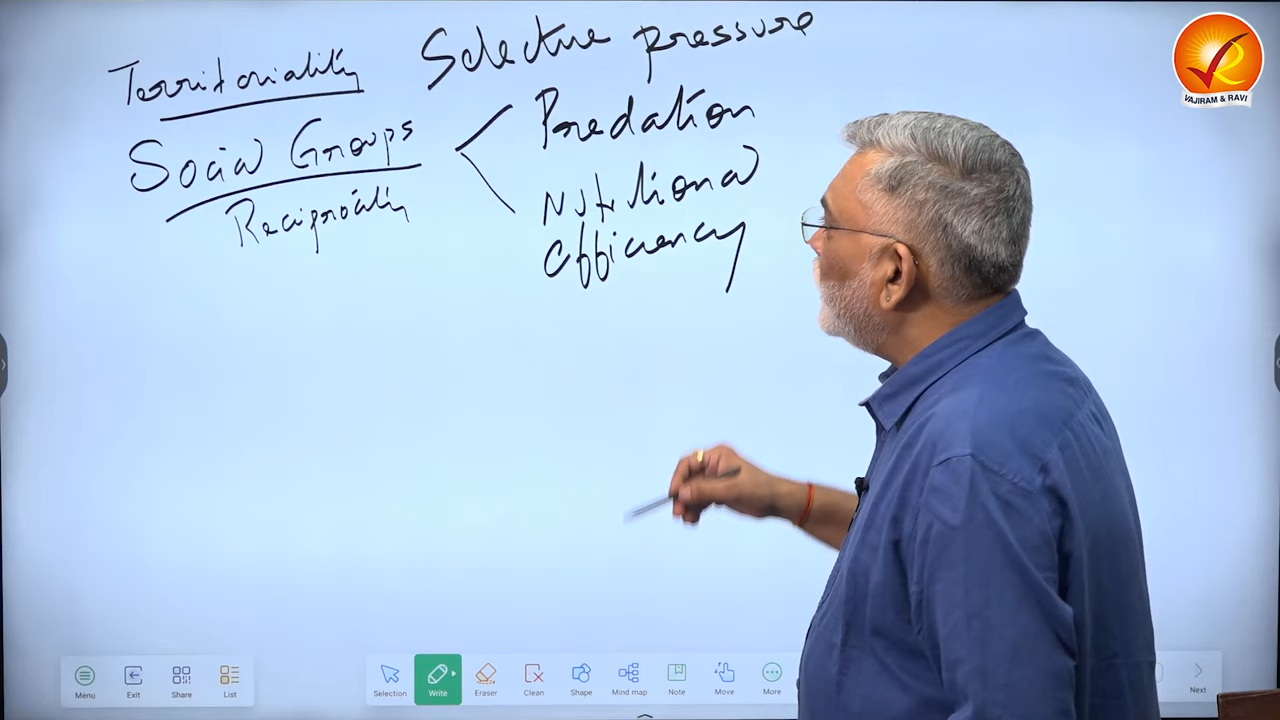 Territoriality
Selective pressure
Social Groups
Predation
Reciprocity
Nutritional
efficiency
VAJIRAM & RAVI
Menu
Exit
Share
List
Selection
Write
Eraser
Clean
Shape
Mind map
Note
Move
More
Next